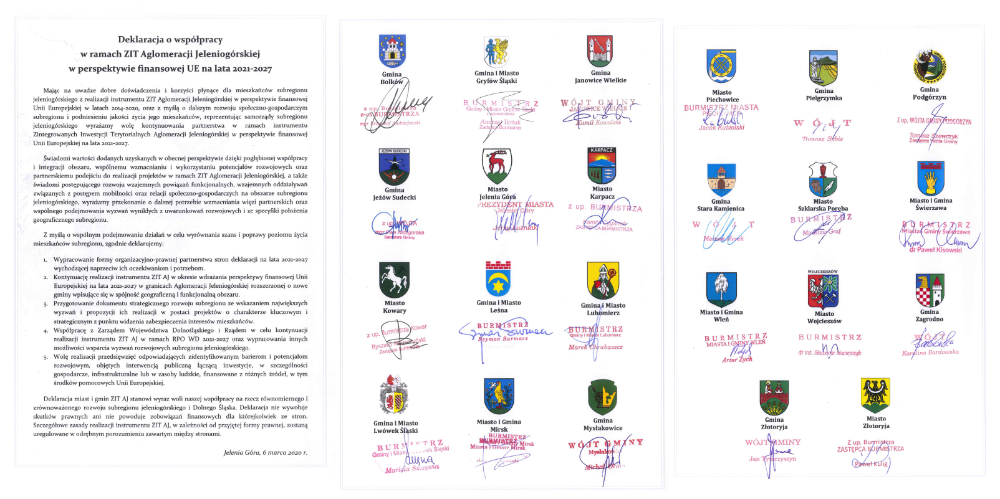 Deklaracja o współpracy
w ramach ZIT Aglomeracji Jeleniogórskiej
w perspektywie finansowej UE na lata 2021-2027
Mając na uwadze dobre doświadczenia i korzyści płynące dla mieszkańców subregionu
jeleniogórskiego z realizacji instrumentu ZIT Aglomeracji Jeleniogórskiej w perspektywie finansowej
Unii Europejskiej w latach 2014-2020, oraz z myślą o dalszym rozwoju społeczno-gospodarczym
subregionu i podniesieniu jakości życia jego mieszkańców, reprezentując samorządy subregionu
jeleniogórskiego wyrażamy wolę kontynuowania partnerstwa w ramach instrumentu
Zintegrowanych Inwestycji Terytorialnych Aglomeracji Jeleniogórskiej w perspektywie finansowej
Unii Europejskiej na lata 2021-2027.
Świadomi wartości dodanych uzyskanych w obecnej perspektywie dzięki pogłębionej współpracy
i integracji obszaru, wspólnemu wzmacnianiu i wykorzystaniu potencjałów rozwojowych oraz
partnerskiemu podejściu do realizacji projektów w ramach ZIT Aglomeracji Jeleniogórskiej, a także
świadomi postępującego rozwoju wzajemnych powiązań funkcjonalnych, wzajemnych oddziaływań
związanych z postępem mobilności oraz relacji społeczno-gospodarczych na obszarze subregionu
jeleniogórskiego, wyrażamy przekonanie o dalszej potrzebie wzmacniania więzi partnerskich oraz
wspólnego podejmowania wyzwań wynikłych z uwarunkowań rozwojowych i ze specyfiki położenia
geograficznego subregionu.
Z myślą o wspólnym podejmowaniu działań w celu wyrównania szans i poprawy poziomu życia
mieszkańców subregionu, zgodnie deklarujemy:
1. Wypracowanie formy organizacyjno-prawnej partnerstwa stron deklaracji na lata 2021-2027
wychodzącej naprzeciw ich oczekiwaniom i potrzebom.
2. Kontynuację realizacji instrumentu ZIT AJ w okresie wdrażania perspektywy finansowej Unii
Europejskiej na lata 2021-2027 w granicach Aglomeracji Jeleniogórskiej rozszerzonej o nowe
gminy wpisujące się w spójność geograficzną i funkcjonalną obszaru.
3. Przygotowanie dokumentu strategicznego rozwoju subregionu ze wskazaniem największych
wyzwań i propozycji ich realizacji w postaci projektów o charakterze kluczowym i
strategicznym z punktu widzenia zabezpieczenia interesów mieszkańców.
4. Współpracę z Zarządem Województwa Dolnośląskiego i Rządem w celu kontynuacji
realizacji instrumentu ZIT AJ w ramach RPO WD 2021-2027 oraz wypracowania innych
możliwości wsparcia wyzwań rozwojowych subregionu jeleniogórskiego.
5. Wolę realizacji przedsięwzięć odpowiadających zidentyfikowanym barierom i potencjałom
rozwojowym, objętych interwencją publiczną łączącą inwestycje, w szczególności
gospodarcze, infrastrukturalne lub w zasoby ludzkie, finansowane z różnych źródeł, w tym
środków pomocowych Unii Europejskiej.
Deklaracja miast i gmin ZIT AJ stanowi wyraz woli naszej współpracy na rzecz równomiernego i
zrównoważonego rozwoju subregionu jeleniogórskiego i Dolnego Śląska. Deklaracja nie wywołuje
skutków prawnych ani nie powoduje zobowiązań finansowych dla którejkolwiek ze stron.
Szczegółowe zasady realizacji instrumentu ZIT AJ, w zależności od przyjętej formy prawnej, zostaną
uregulowane w odrębnym porozumieniu zawartym między stronami.
Jelenia Góra, 6 marca 2020 r.
Gmina
Bolków
z up. Burmistrza
z-ca BURMISTRZA
mgr Krzysztof Andrzejewski
Gmina i Miasto
Gryfów Śląski
BURMISTRZ
Gminy i Miasta Gryfów Śląski
z upoważnienia
Andrzej Tartak
Zastępca Burmistrza
Gmina
Janowice Wielkie
WÓJT GMINY
JANOWICE WIELKIE
Kamil Kowalski
JEŻÓW SUDECKI
Gmina
Jeżów Sudecki
z up. WÓJTA
mgr Ewa Nidzgorska
Sekretarz Gminy
Miasto
Jelenia Góra
PREZYDENT MIASTA
Jeleniej Góry
Jerzy Łużniak
KARPACZ
Miasto
Karpacz
z up. BURMISTRZA
Kamila Cyganek
ZASTĘPCA BURMISTRZA
Miasto
Kowary
z up. Burmistrza Kowar
Ryszard
Zastępca Burmistrza
Gmina i Miasto
Leśna
BURMISTRZ
Szymon Surmacz
Gmina i Miasto
Lubomierz
BURMISTRZ
Gminy i Miasta Lubomierz
Marek Chrabąszcz
Gmina i Miasto
Lwówek Śląski
BURMISTRZ
Gminy i Miasta Lwówek Śląski
Mariola Szczęsna
Miasto i Gmina
Mirsk
BURMISTRZ
Miasta i Gminy Mirsk
Gmina
Mysłakowice
WÓJT GMINY
Mysłakowice
Michał
Miasto
Piechowice
BURMISTRZ MIASTA
PIECHOWICE
Jacek Kubielski
Gmina
Pielgrzymka
WÓJT
Tomasz Sybis
GMINA PODGÓRZYN
KARKONOSZE
Gmina
Podgórzyn
Z up. WÓJTA GMINY PODGÓRZYN
Tomasz Szewczyk
Zastępca Wójta Gminy
Gmina
Stara Kamienica
WÓJT
Mariusz Marek
Miasto
Szklarska Poręba
BURMISTRZ
Mirosław Graf
Miasto i Gmina
Świerzawa
BURMISTRZ
Miasta i Gminy Świerzawa
dr Paweł Kisowski
Miasto i Gmina
Wleń
BURMISTRZ
MIASTA I GMINY WLEŃ
Artur Zych
WOJCIESZÓW
Miasto
Wojcieszów
BURMISTRZ
dr inż. Sławomir Maciejczyk
Gmina
Zagrodno
WÓJT
Karolina Bardowska
Gmina
Złotoryja
WÓJT GMINY
Jan Tymczyszyn
Miasto
Złotoryja
Z up. Burmistrza
ZASTĘPCA BURMISTRZA
Paweł Kulig